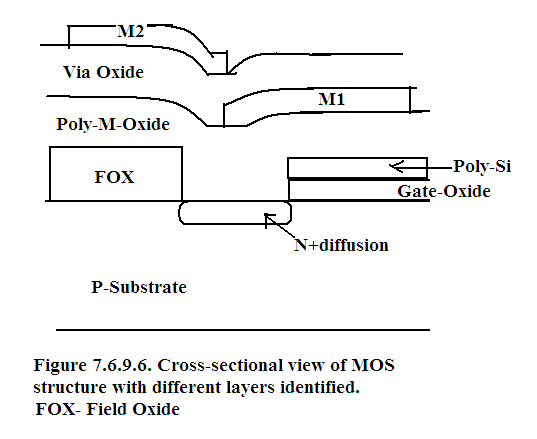 M2
Via Oxide
M1
Poly-M-Oxide
Poly-Si
FOX
Gate-Oxide
N+diffusion
P-Substrate
Figure 7.6.9.6. Cross-sectional view of MOS
structure with different layers identified.
FOX- Field Oxide